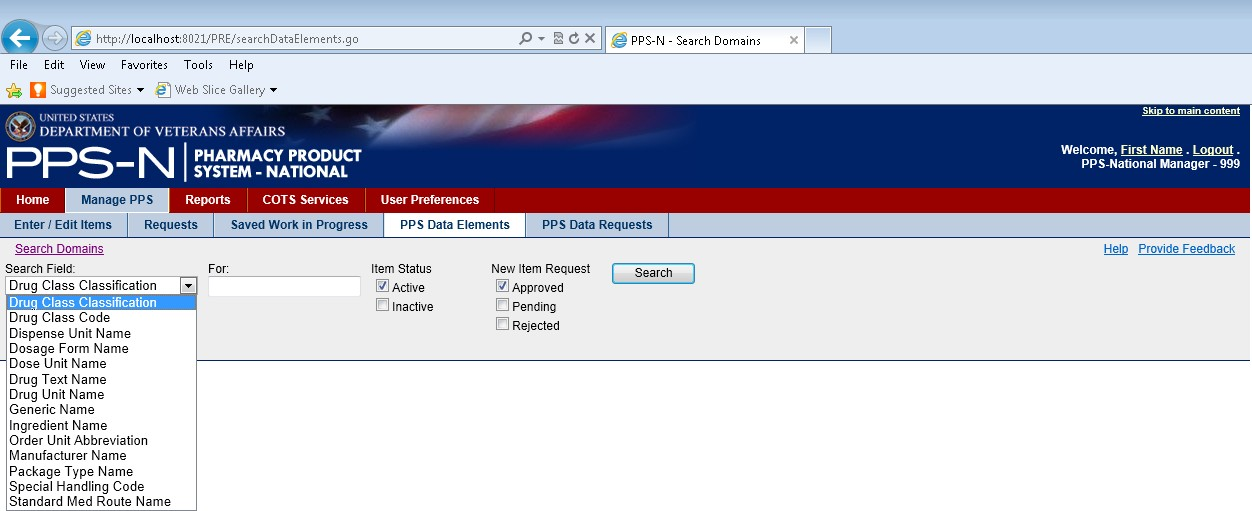 http://localhost:8021/PRE/searchDataElements.go
PPS-N - Search Domains
File Edit View Favorites Tools Help
Suggested Sites Web Slice Gallery
Skip to main content
UNITED STATES
DEPARTMENT OF VETERANS AFFAIRS
PPS-N PHARMACY PRODUCT
SYSTEM - NATIONAL
Welcome, First Name . Logout .
PPS-National Manager - 999
Home Manage PPS Reports COTS Services User Preferences
Enter / Edit Items Requests Saved Work in Progress PPS Data Elements PPS Data Requests
Search Domains Help Provide Feedback
Search Field: For: Item Status New Item Request Search
Drug Class Classification Active Approved
Drug Class Classification Inactive Pending
Drug Class Code Rejected
Dispense Unit Name
Dosage Form Name
Dose Unit Name
Drug Text Name
Drug Unit Name
Generic Name
Ingredient Name
Order Unit Abbreviation
Manufacturer Name
Package Type Name
Special Handling Code
Standard Med Route Name